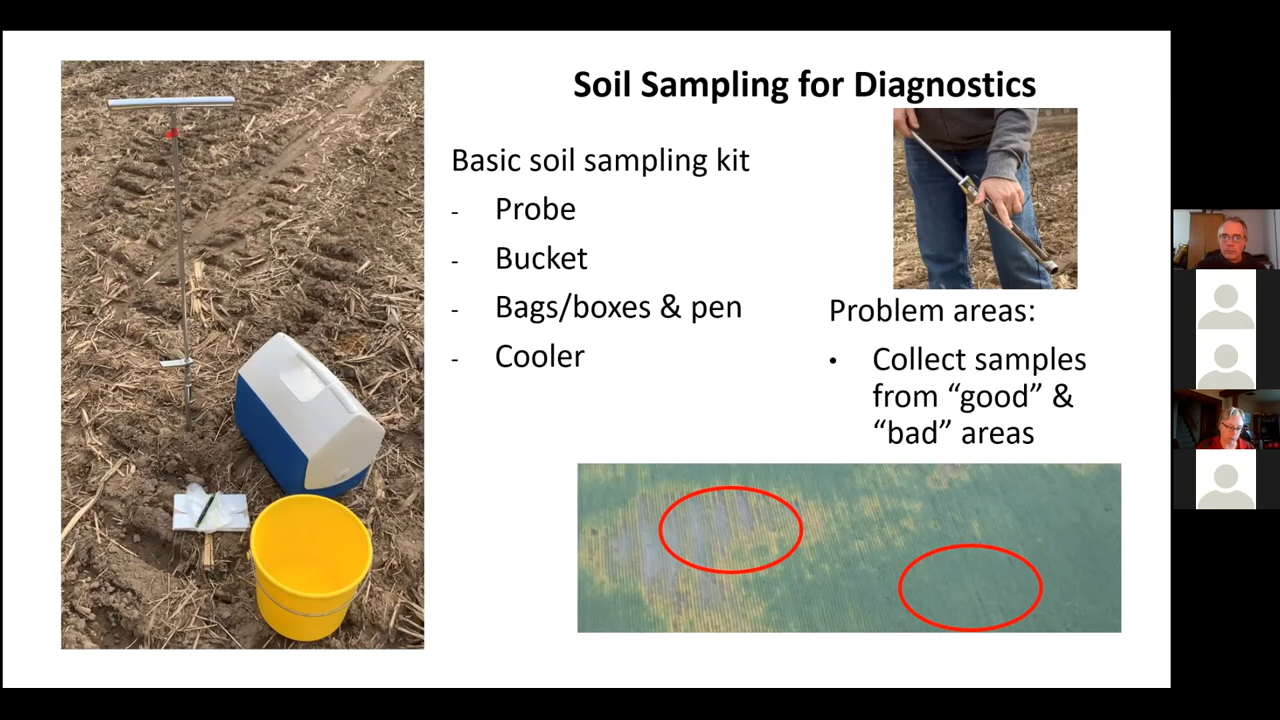 Soil Sampling for Diagnostics
Basic soil sampling kit
- Probe
- Bucket
- Bags/boxes & pen
- Cooler
Problem areas:
• Collect samples
from “good” &
“bad” areas